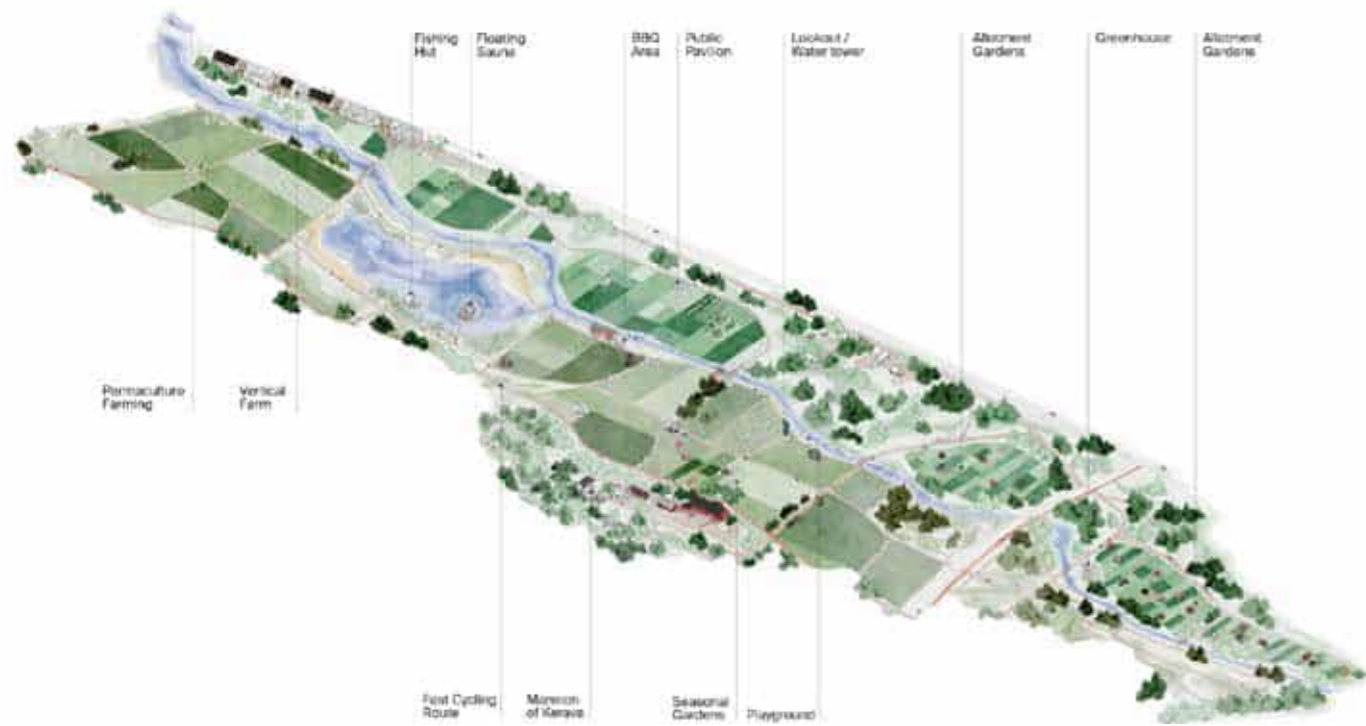 Fishing
Hut
Floating
Sauna
BBQ
Area
Public
Pavilion
Lookout /
Water tower
Allotment
Gardens
Greenhouse
Allotment
Gardens
Permaculture
Farming
Vertical
Farm
Fast Cycling
Route
Mansion
of Kerava
Seasonal
Gardens
Playground